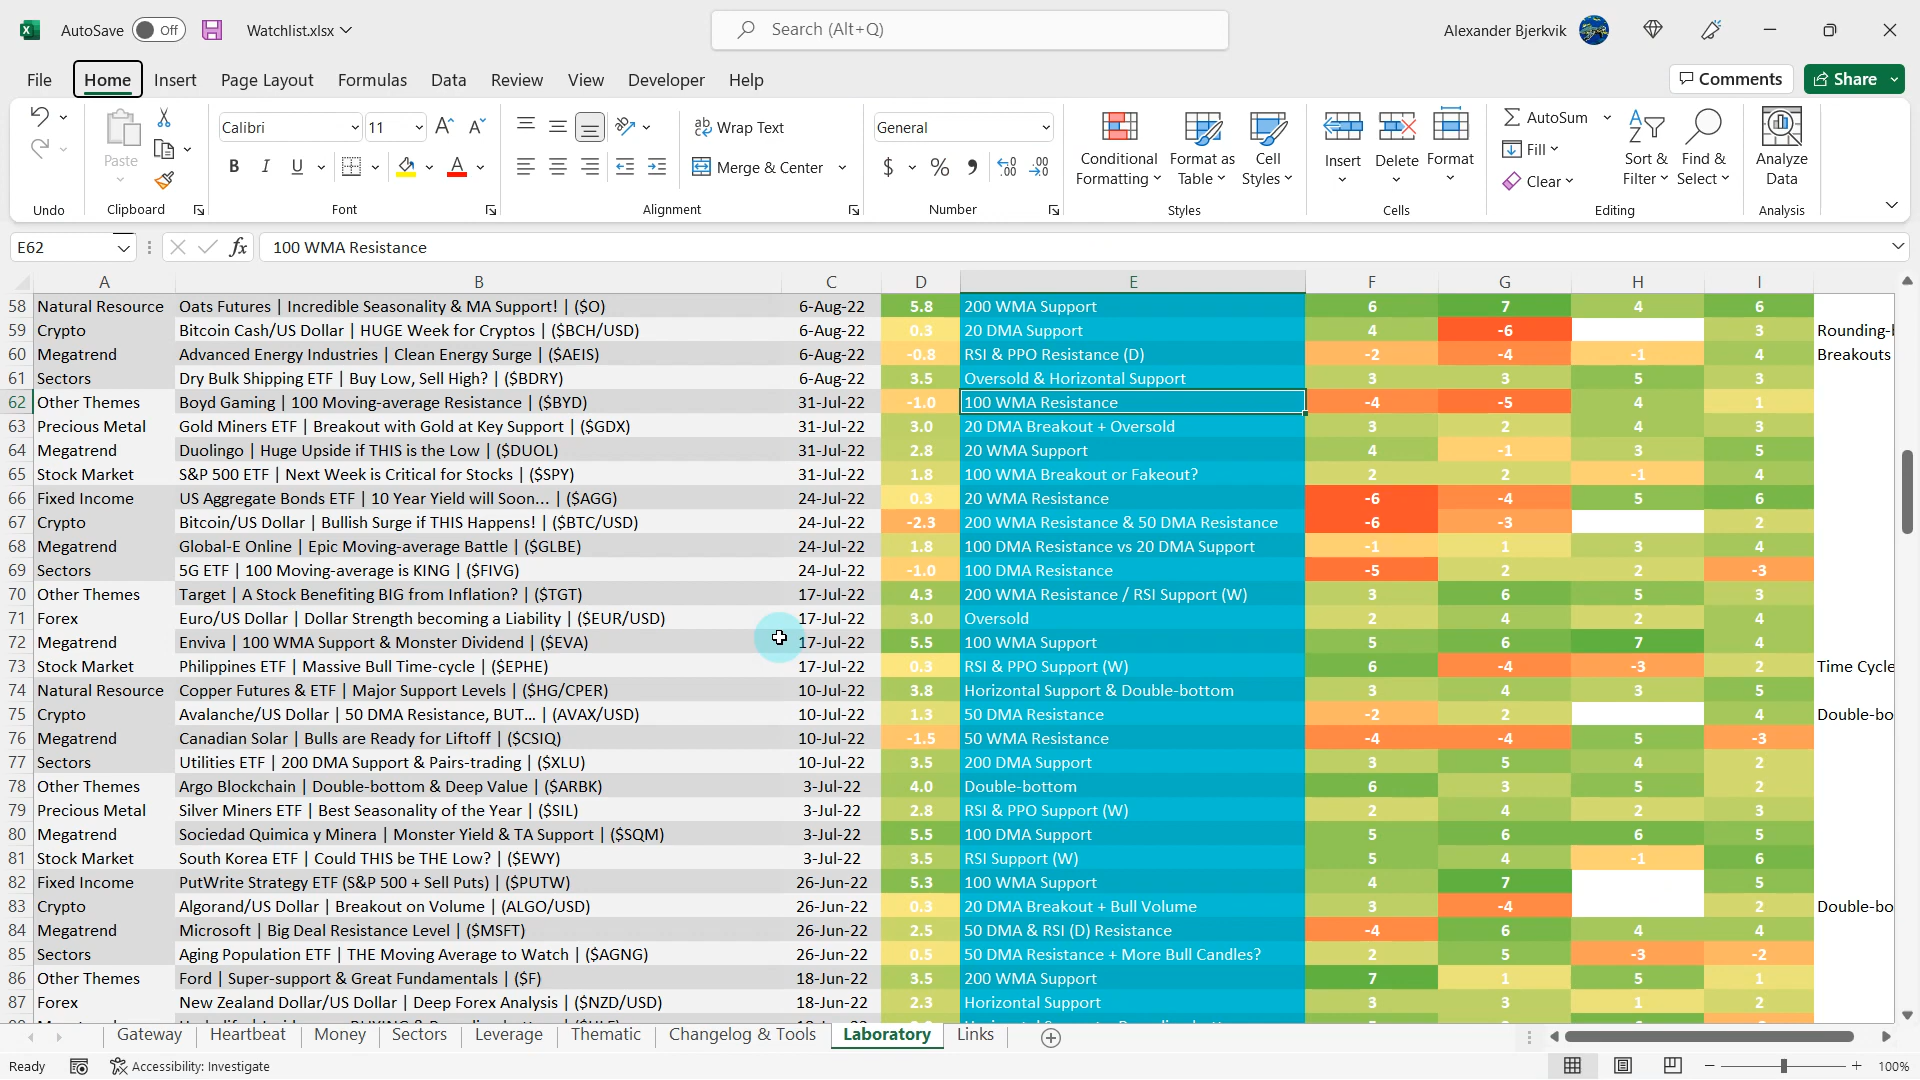 AutoSave Off Watchlist.xlsx Search (Alt+Q) Alexander Bjerkvik
File Home Insert Page Layout Formulas Data Review View Developer Help Comments Share
Calibri 11 Wrap Text General AutoSum
Paste Fill
B I U Merge & Center $ % Conditional Formatting Format as Table Cell Styles Insert Delete Format Clear Sort & Filter Find & Select Analyze Data
Undo Clipboard Font Alignment Number Styles Cells Editing Analysis
E62 fx 100 WMA Resistance
A B C D E F G H I
58 Natural Resource Oats Futures | Incredible Seasonality & MA Support! | ($O) 6-Aug-22 5.8 200 WMA Support 6 7 4 6
59 Crypto Bitcoin Cash/US Dollar | HUGE Week for Cryptos | ($BCH/USD) 6-Aug-22 0.3 20 DMA Support 4 -6 3 Rounding-
60 Megatrend Advanced Energy Industries | Clean Energy Surge | ($AEIS) 6-Aug-22 -0.8 RSI & PPO Resistance (D) -2 -4 -1 4 Breakouts
61 Sectors Dry Bulk Shipping ETF | Buy Low, Sell High? | ($BDRY) 6-Aug-22 3.5 Oversold & Horizontal Support 3 3 5 3
62 Other Themes Boyd Gaming | 100 Moving-average Resistance | ($BYD) 31-Jul-22 -1.0 100 WMA Resistance -4 -5 4 1
63 Precious Metal Gold Miners ETF | Breakout with Gold at Key Support | ($GDX) 31-Jul-22 3.0 20 DMA Breakout + Oversold 3 2 4 3
64 Megatrend Duolingo | Huge Upside if THIS is the Low | ($DUOL) 31-Jul-22 2.8 20 WMA Support 4 -1 3 5
65 Stock Market S&P 500 ETF | Next Week is Critical for Stocks | ($SPY) 31-Jul-22 1.8 100 WMA Breakout or Fakeout? 2 2 -1 4
66 Fixed Income US Aggregate Bonds ETF | 10 Year Yield will Soon... | ($AGG) 24-Jul-22 0.3 20 WMA Resistance -6 -4 5 6
67 Crypto Bitcoin/US Dollar | Bullish Surge if THIS Happens! | ($BTC/USD) 24-Jul-22 -2.3 200 WMA Resistance & 50 DMA Resistance -6 -3 2
68 Megatrend Global-E Online | Epic Moving-average Battle | ($GLBE) 24-Jul-22 1.8 100 DMA Resistance vs 20 DMA Support -1 1 3 4
69 Sectors 5G ETF | 100 Moving-average is KING | ($FIVG) 24-Jul-22 -1.0 100 DMA Resistance -5 2 2 -3
70 Other Themes Target | A Stock Benefiting BIG from Inflation? | ($TGT) 17-Jul-22 4.3 200 WMA Resistance / RSI Support (W) 3 6 5 3
71 Forex Euro/US Dollar | Dollar Strength becoming a Liability | ($EUR/USD) 17-Jul-22 3.0 Oversold 2 4 2 4
72 Megatrend Enviva | 100 WMA Support & Monster Dividend | ($EVA) 17-Jul-22 5.5 100 WMA Support 5 6 7 4
73 Stock Market Philippines ETF | Massive Bull Time-cycle | ($EPHE) 17-Jul-22 0.3 RSI & PPO Support (W) 6 -4 -3 2 Time Cycle
74 Natural Resource Copper Futures & ETF | Major Support Levels | ($HG/CPER) 10-Jul-22 3.8 Horizontal Support & Double-bottom 3 4 3 5
75 Crypto Avalanche/US Dollar | 50 DMA Resistance, BUT... | (AVAX/USD) 10-Jul-22 1.3 50 DMA Resistance -2 2 4 Double-bo
76 Megatrend Canadian Solar | Bulls are Ready for Liftoff | ($CSIQ) 10-Jul-22 -1.5 50 WMA Resistance -4 -4 5 -3
77 Sectors Utilities ETF | 200 DMA Support & Pairs-trading | ($XLU) 10-Jul-22 3.5 200 DMA Support 3 5 4 2
78 Other Themes Argo Blockchain | Double-bottom & Deep Value | ($ARBK) 3-Jul-22 4.0 Double-bottom 6 3 5 2
79 Precious Metal Silver Miners ETF | Best Seasonality of the Year | ($SIL) 3-Jul-22 2.8 RSI & PPO Support (W) 2 4 2 3
80 Megatrend Sociedad Quimica y Minera | Monster Yield & TA Support | ($SQM) 3-Jul-22 5.5 100 DMA Support 5 6 6 5
81 Stock Market South Korea ETF | Could THIS be THE Low? | ($EWY) 3-Jul-22 3.5 RSI Support (W) 5 4 -1 6
82 Fixed Income PutWrite Strategy ETF (S&P 500 + Sell Puts) | ($PUTW) 26-Jun-22 5.3 100 WMA Support 4 7 5
83 Crypto Algorand/US Dollar | Breakout on Volume | (ALGO/USD) 26-Jun-22 0.3 20 DMA Breakout + Bull Volume 3 -4 2 Double-bo
84 Megatrend Microsoft | Big Deal Resistance Level | ($MSFT) 26-Jun-22 2.5 50 DMA & RSI (D) Resistance -4 6 4 4
85 Sectors Aging Population ETF | THE Moving Average to Watch | ($AGNG) 26-Jun-22 0.5 50 DMA Resistance + More Bull Candles? 2 5 -3 -2
86 Other Themes Ford | Super-support & Great Fundamentals | ($F) 18-Jun-22 3.5 200 WMA Support 7 1 5 1
87 Forex New Zealand Dollar/US Dollar | Deep Forex Analysis | ($NZD/USD) 18-Jun-22 2.3 Horizontal Support 3 3 1 2
Gateway Heartbeat Money Sectors Leverage Thematic Changelog & Tools Laboratory Links
Ready Accessibility: Investigate 100%